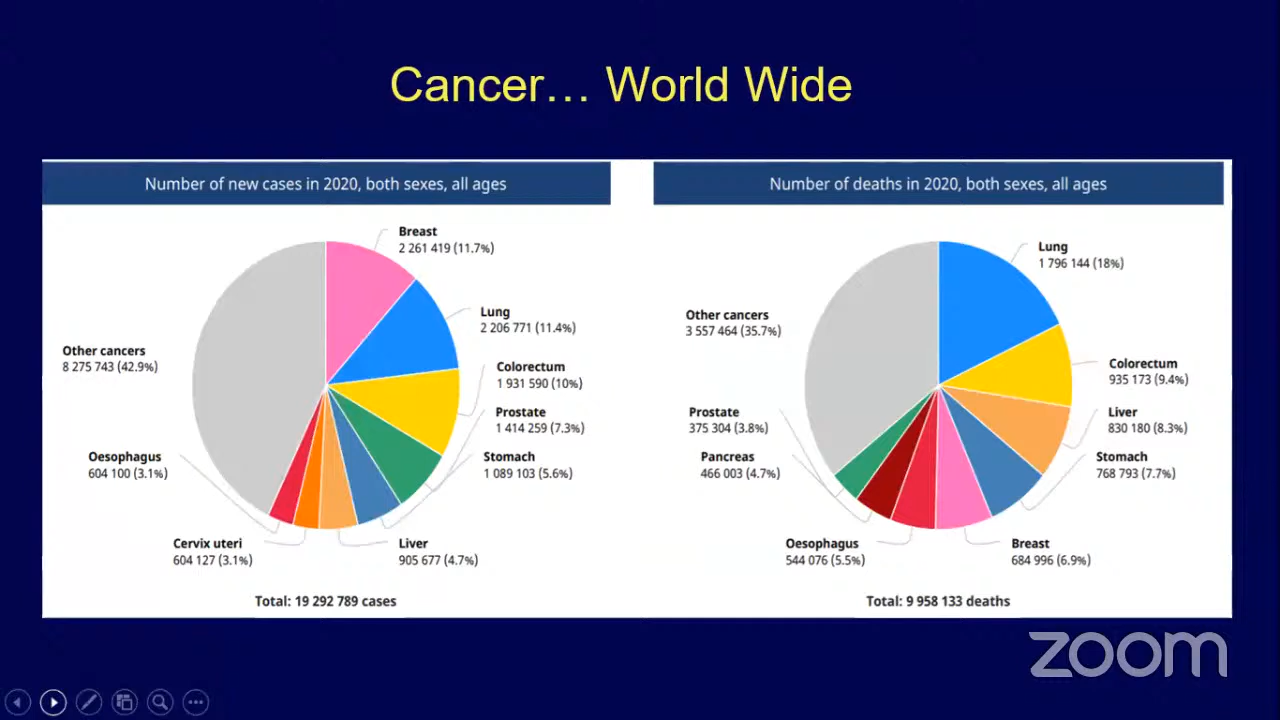 Cancer... World Wide
Number of new cases in 2020, both sexes, all ages
Breast
2 261 419 (11.7%)
Lung
2 206 771 (11.4%)
Colorectum
1 931 590 (10%)
Prostate
1 414 259 (7.3%)
Stomach
1 089 103 (5.6%)
Liver
905 677 (4.7%)
Cervix uteri
604 127 (3.1%)
Oesophagus
604 100 (3.1%)
Other cancers
8 275 743 (42.9%)
Total: 19 292 789 cases
Number of deaths in 2020, both sexes, all ages
Lung
1 796 144 (18%)
Colorectum
935 173 (9.4%)
Liver
830 180 (8.3%)
Stomach
768 793 (7.7%)
Breast
684 996 (6.9%)
Oesophagus
544 076 (5.5%)
Pancreas
466 003 (4.7%)
Prostate
375 304 (3.8%)
Other cancers
3 557 464 (35.7%)
Total: 9 958 133 deaths
zoom